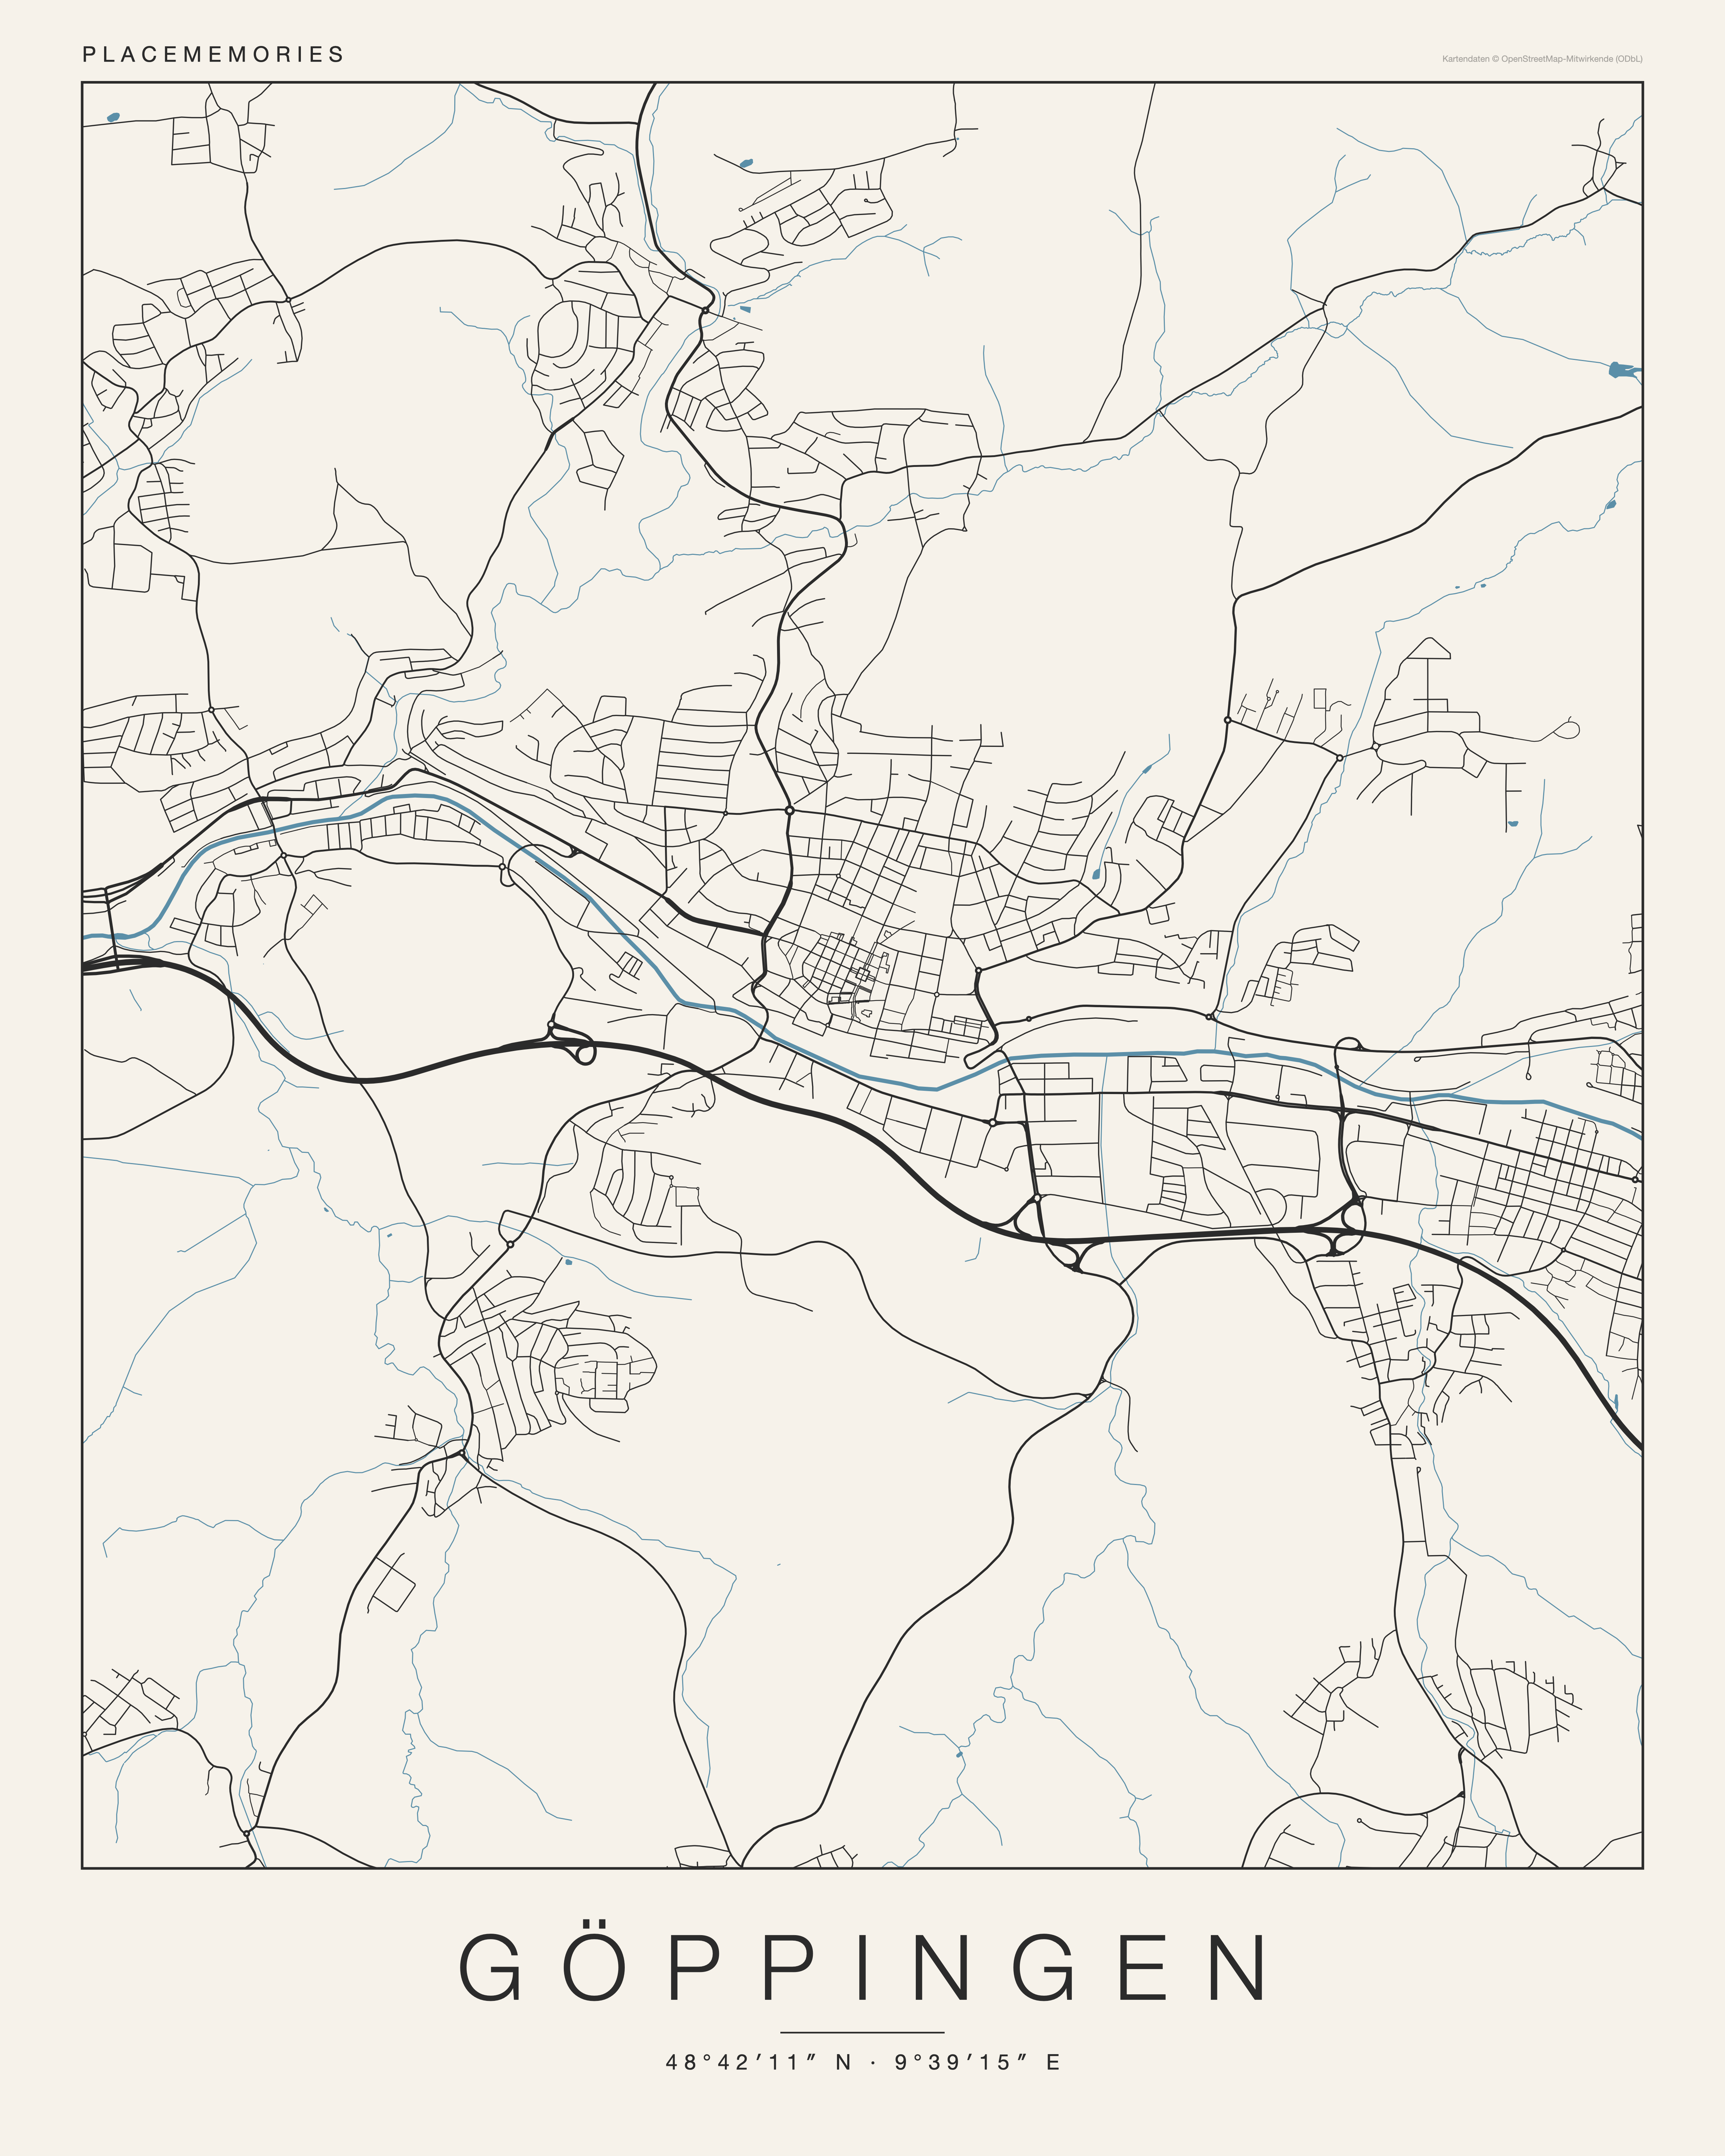 PLACEMEMORIES
Kartendaten © OpenStreetMap-Mitwirkende (ODbL)
GÖPPINGEN
48°42′11″ N · 9°39′15″ E